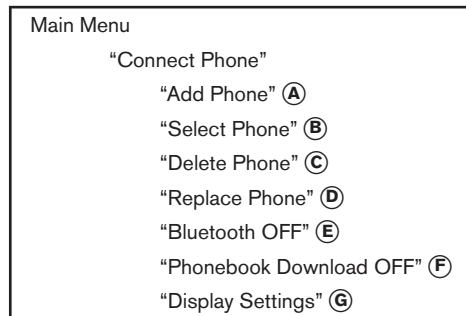 Main Menu
“Connect Phone”
“Add Phone” Ⓐ
“Select Phone” Ⓑ
“Delete Phone” Ⓒ
“Replace Phone” Ⓓ
“Bluetooth OFF” Ⓔ
“Phonebook Download OFF” Ⓕ
“Display Settings” Ⓖ